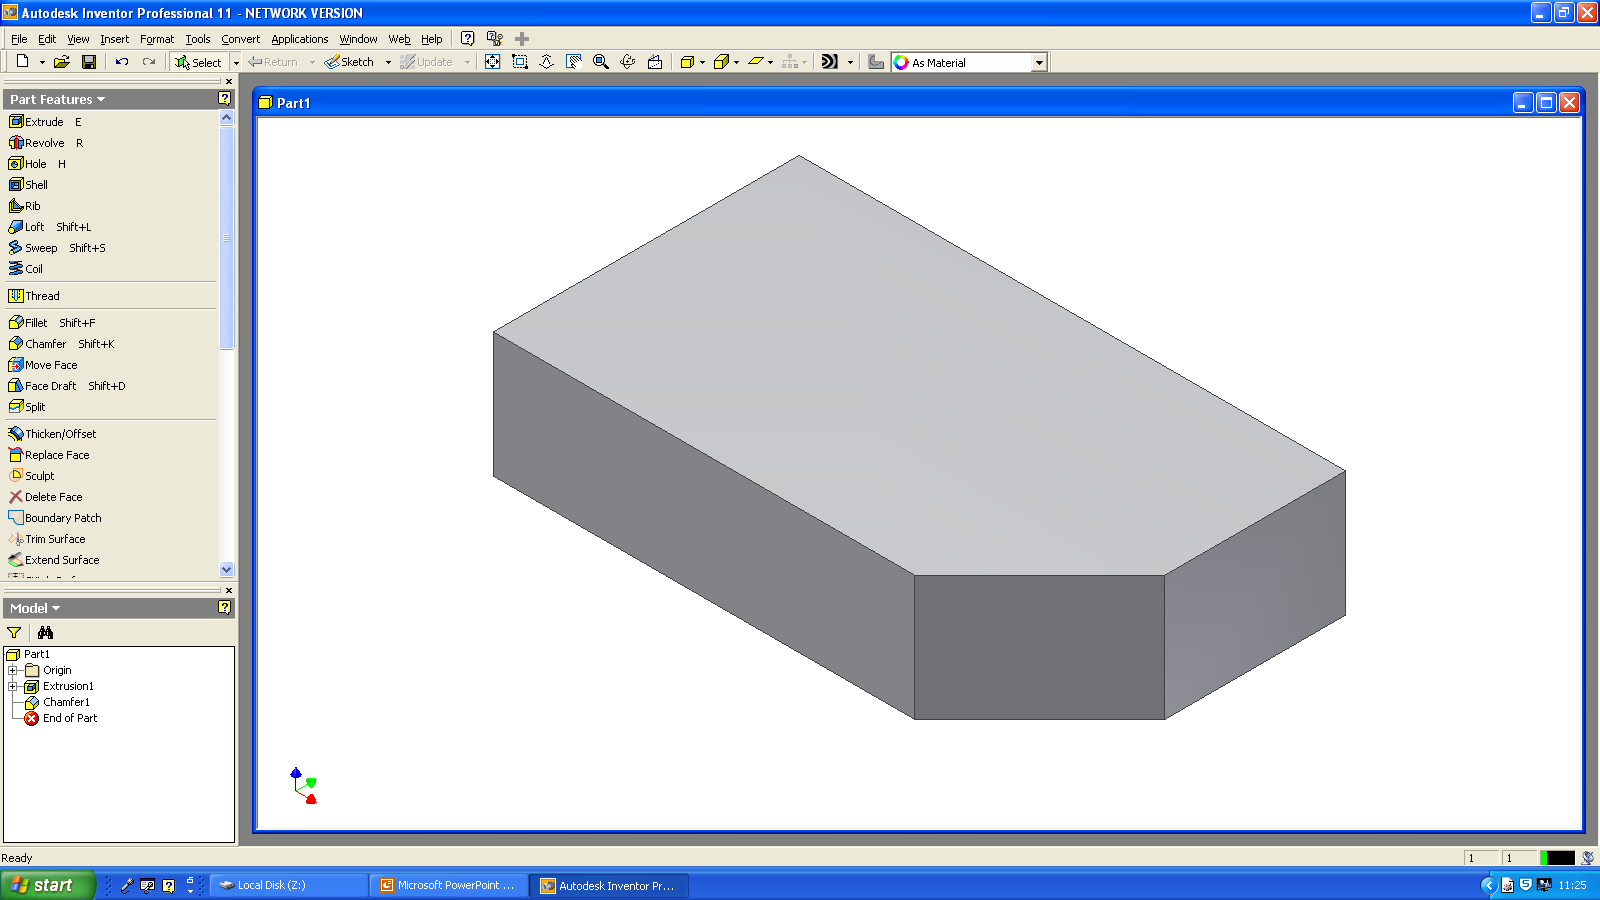 Autodesk Inventor Professional 11 - NETWORK VERSION
File Edit View Insert Format Tools Convert Applications Window Web Help
Select Return Sketch Update As Material
Part Features
Extrude E
Revolve R
Hole H
Shell
Rib
Loft Shift+L
Sweep Shift+S
Coil
Thread
Fillet Shift+F
Chamfer Shift+K
Move Face
Face Draft Shift+D
Split
Thicken/Offset
Replace Face
Sculpt
Delete Face
Boundary Patch
Trim Surface
Extend Surface
Model
Part1
Origin
Extrusion1
Chamfer1
End of Part
Part1
Ready 1 1
start Local Disk (Z:) Microsoft PowerPoint ... Autodesk Inventor Pr... 11:25